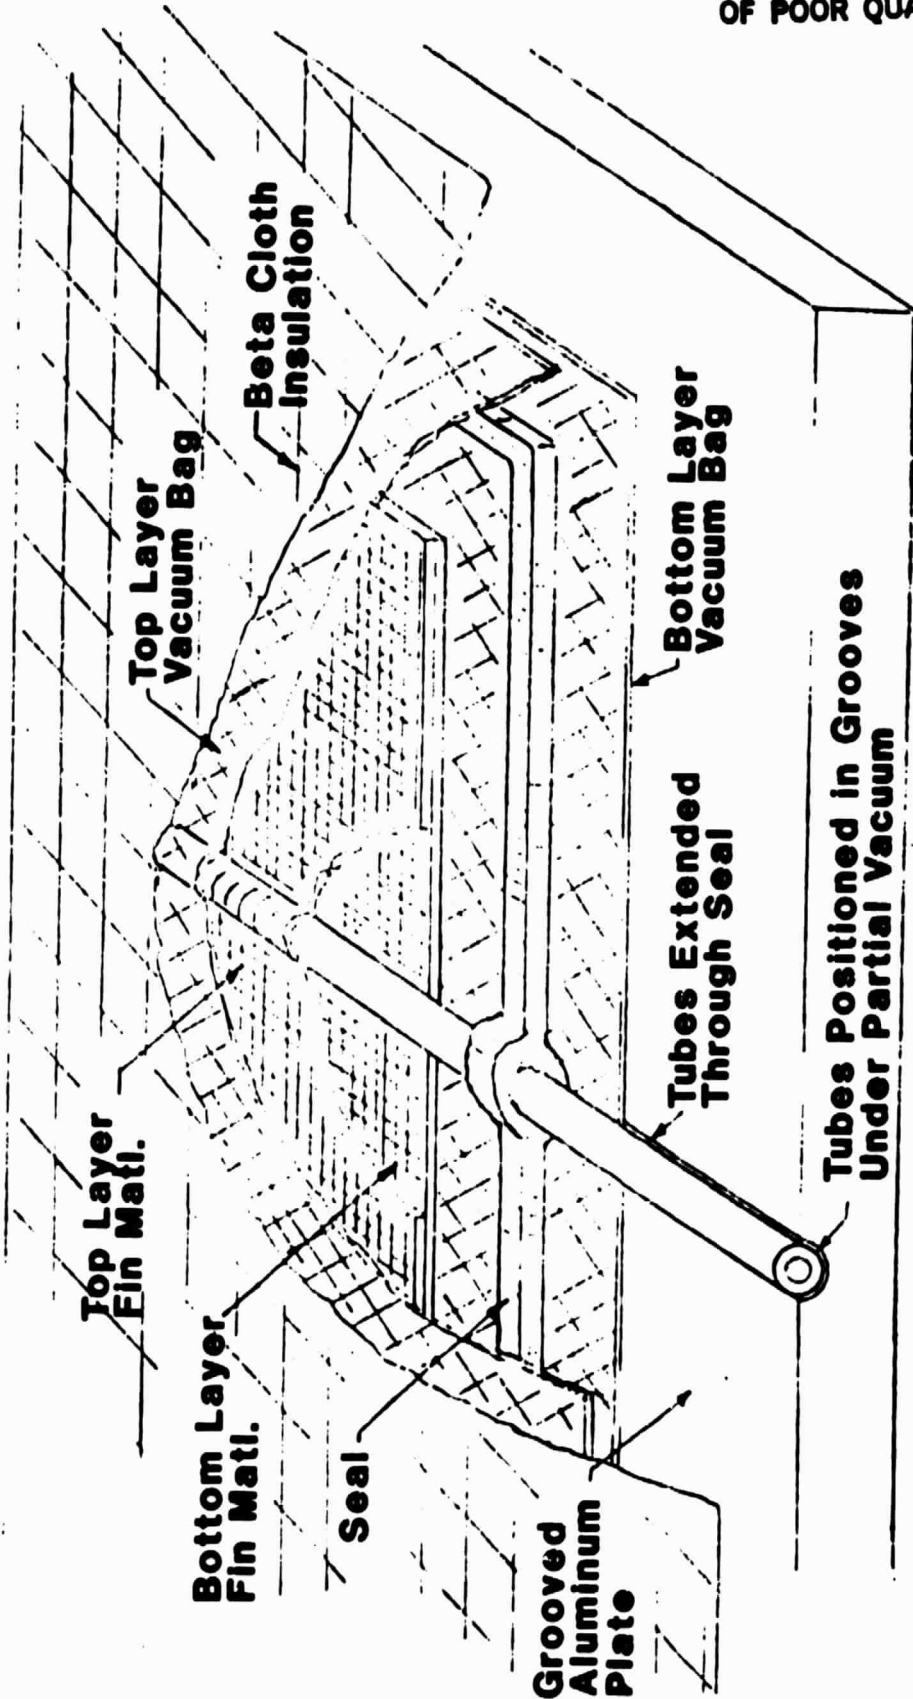 OF POOR QUA
Beta Cloth
Insulation
Top Layer
Vacuum Bag
Top Layer
Fin Matl.
Bottom Layer
Fin Matl.
Seal
Grooved
Aluminum
Plate
Bottom Layer
Vacuum Bag
Tubes Extended
Through Seal
Tubes Positioned in Grooves
Under Partial Vacuum